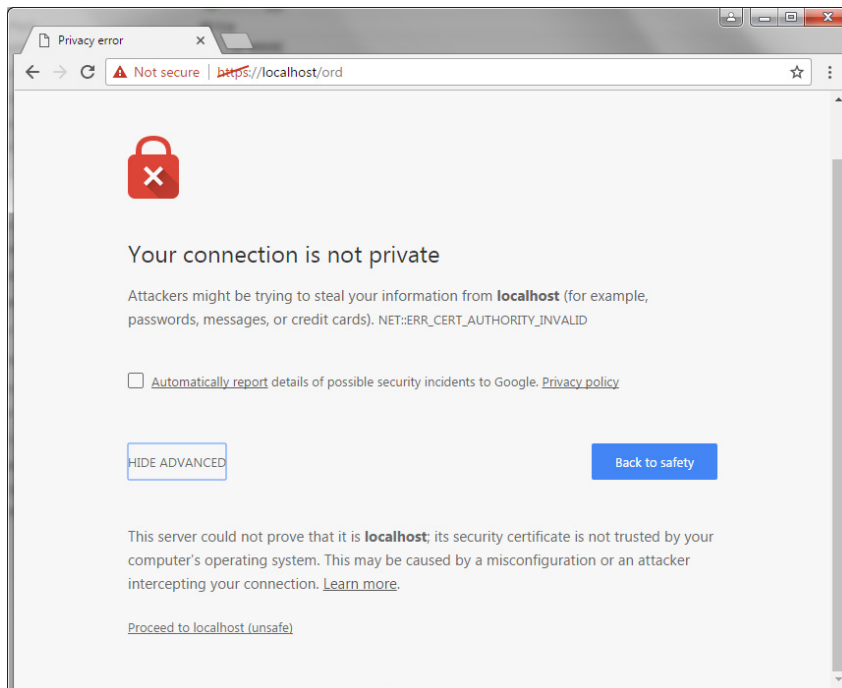 Privacy error
Not secure | https://localhost/ord
Your connection is not private
Attackers might be trying to steal your information from localhost (for example,
passwords, messages, or credit cards). NET::ERR_CERT_AUTHORITY_INVALID
Automatically report details of possible security incidents to Google. Privacy policy
HIDE ADVANCED
Back to safety
This server could not prove that it is localhost; its security certificate is not trusted by your
computer's operating system. This may be caused by a misconfiguration or an attacker
intercepting your connection. Learn more.
Proceed to localhost (unsafe)